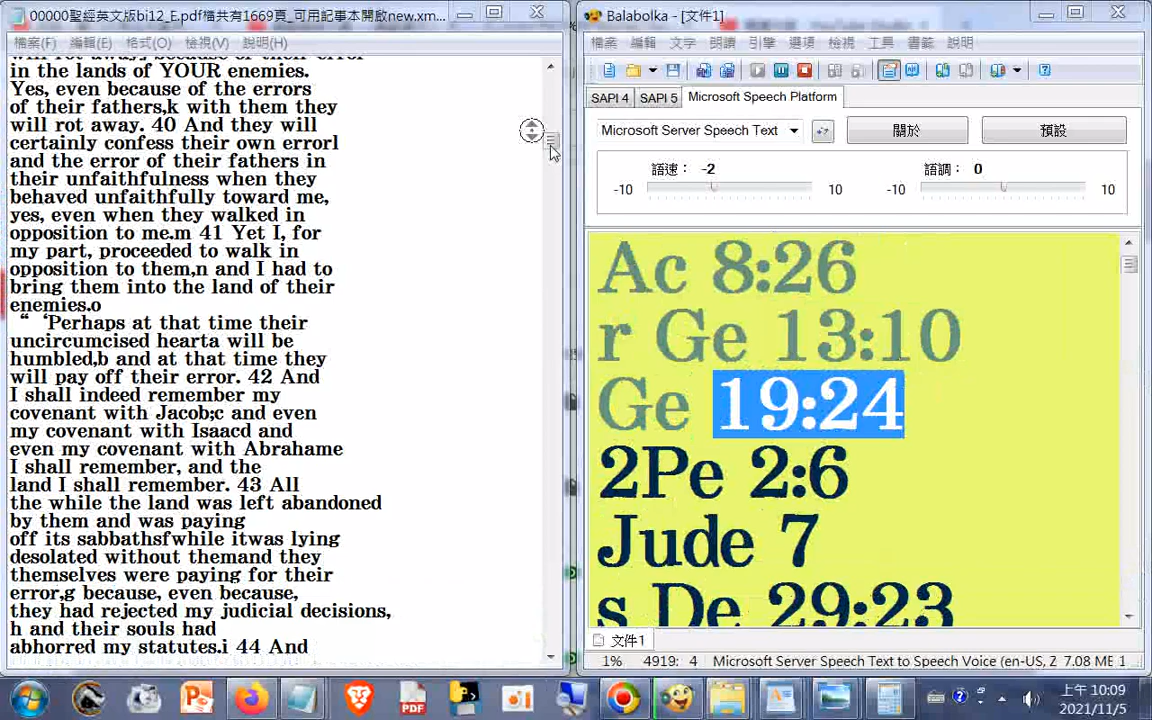 00000聖經英文版bi12_E.pdf檔共有1669頁_可用記事本開啟new.xm...
檔案(F) 編輯(E) 格式(O) 檢視(V) 說明(H)
in the lands of YOUR enemies.
Yes, even because of the errors
of their fathers,k with them they
will rot away. 40 And they will
certainly confess their own errorl
and the error of their fathers in
their unfaithfulness when they
behaved unfaithfully toward me,
yes, even when they walked in
opposition to me.m 41 Yet I, for
my part, proceeded to walk in
opposition to them,n and I had to
bring them into the land of their
enemies.o
“ ‘Perhaps at that time their
uncircumcised hearta will be
humbled,b and at that time they
will pay off their error. 42 And
I shall indeed remember my
covenant with Jacob;c and even
my covenant with Isaacd and
even my covenant with Abrahame
I shall remember, and the
land I shall remember. 43 All
the while the land was left abandoned
by them and was paying
off its sabbathsfwhile itwas lying
desolated without themand they
themselves were paying for their
error,g because, even because,
they had rejected my judicial decisions,
h and their souls had
abhorred my statutes.i 44 And
Balabolka - [文件1]
檔案 編輯 文字 朗讀 引擎 選項 檢視 工具 書籤 說明
SAPI 4 SAPI 5 Microsoft Speech Platform
Microsoft Server Speech Text 關於 預設
語速: -2 語調: 0
-10 10 -10 10
Ac 8:26
r Ge 13:10
Ge 19:24
2Pe 2:6
Jude 7
s De 29:23
文件1
1% 4919: 4 Microsoft Server Speech Text to Speech Voice (en-US, Z 7.08 ME 1
PDF
上午 10:09
2021/11/5